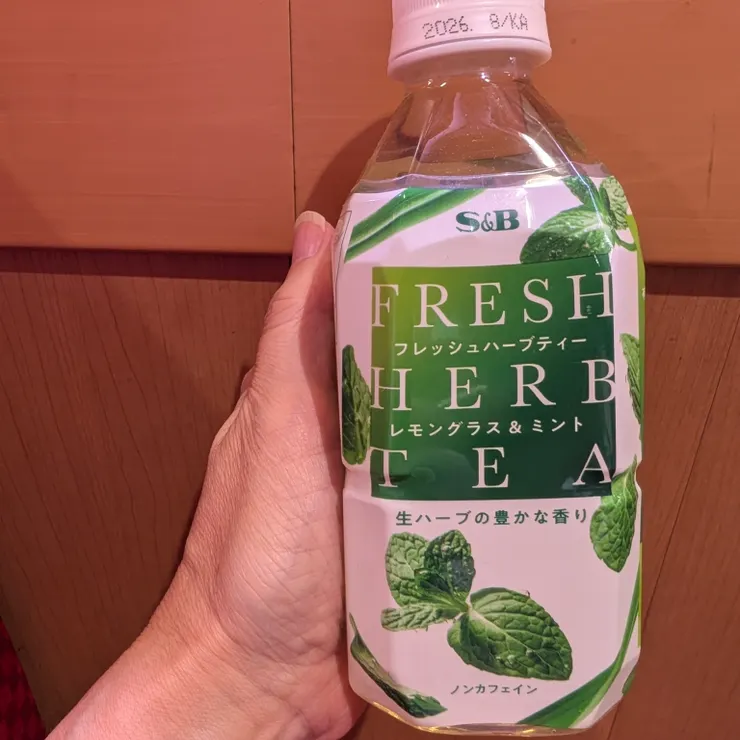 2026. 8/KA
S&B
FRESH
フレッシュハーブティー
HERB
レモングラス&ミント
TEA
生ハーブの豊かな香り
ノンカフェイン